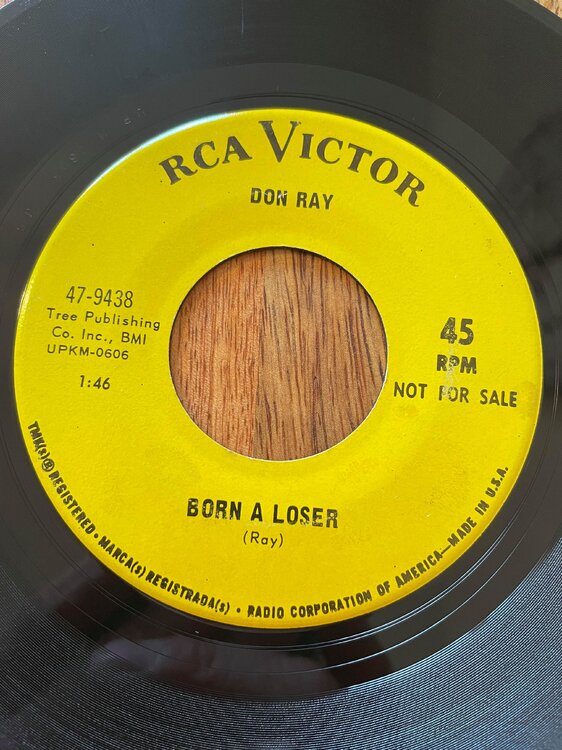 RCA VICTOR
DON RAY
47-9438
Tree Publishing
Co. Inc., BMI
UPKM-0606
1:46
45
RPM
NOT FOR SALE
BORN A LOSER
(Ray)
TMK(s) ® REGISTERED • MARCA(s) REGISTRADA(s) • RADIO CORPORATION OF AMERICA—MADE IN U.S.A.